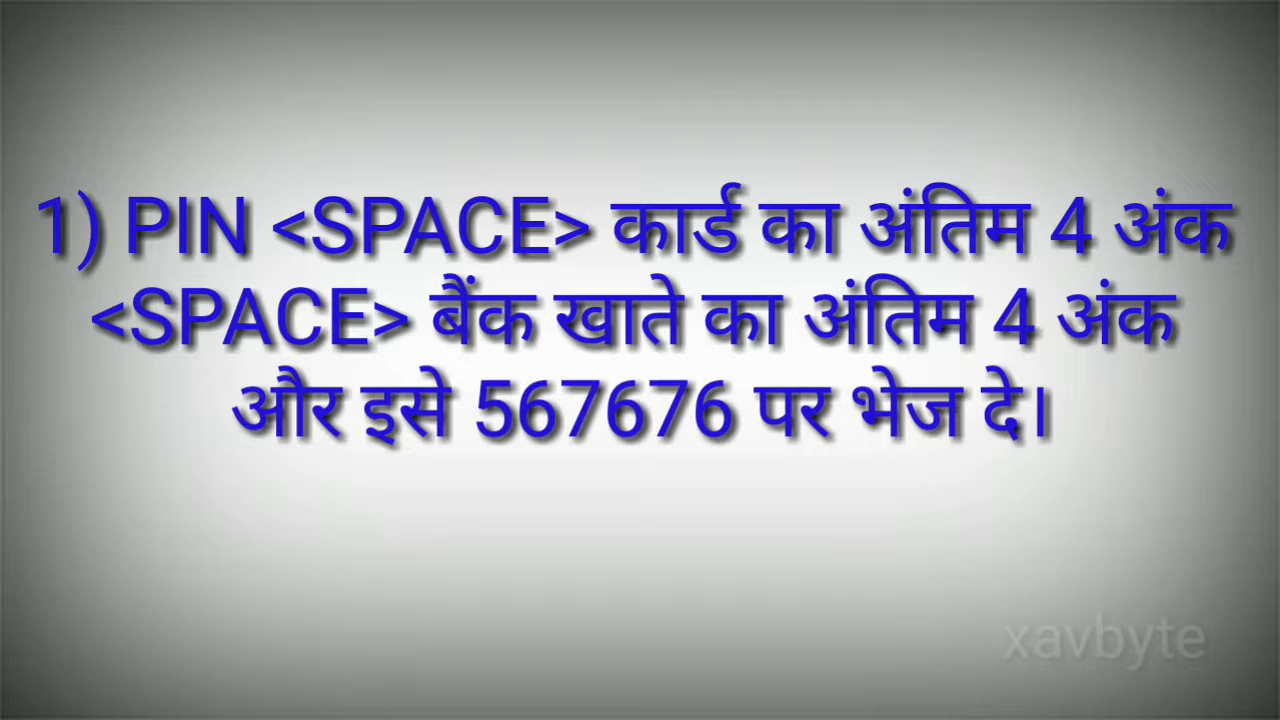 1) PIN <SPACE> कार्ड का अंतिम 4 अंक
<SPACE> बैंक खाते का अंतिम 4 अंक
और इसे 567676 पर भेज दे।
xavbyte